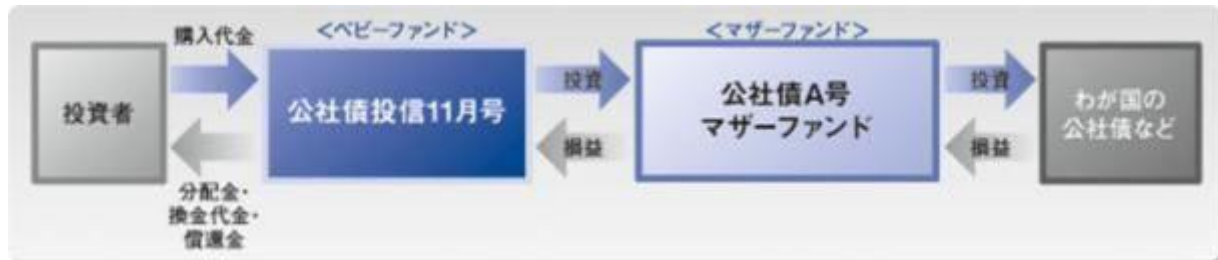 購入代金
<ベビーファンド>
<マザーファンド>
投資者
公社債投信11月号
投資
公社債A号
マザーファンド
投資
わが国の
公社債など
損益
損益
分配金・
換金代金・
償還金